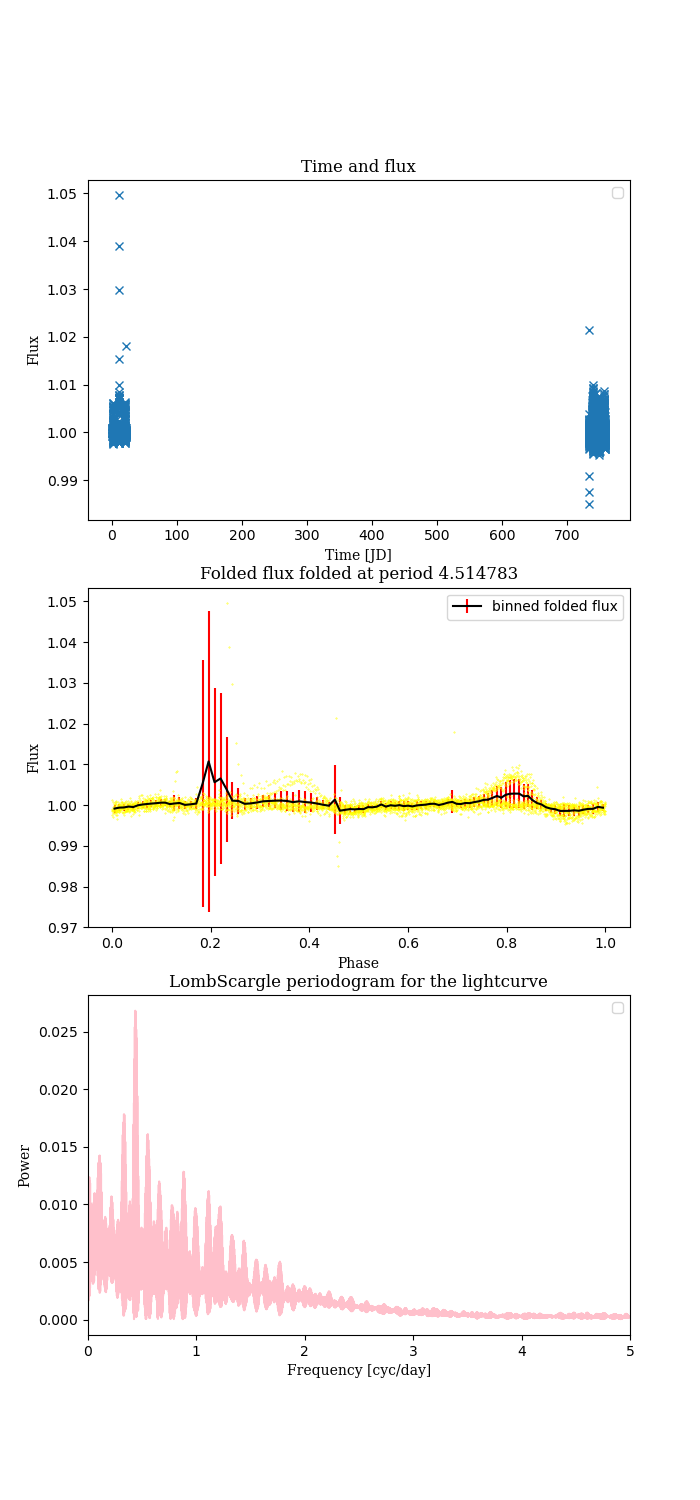 Time and flux
1.05
1.04
1.03
1.02
1.01
1.00
0.99
Flux
0 100 200 300 400 500 600 700
Time [JD]
Folded flux folded at period 4.514783
binned folded flux
1.05
1.04
1.03
1.02
1.01
1.00
0.99
0.98
0.97
Flux
0.0 0.2 0.4 0.6 0.8 1.0
Phase
LombScargle periodogram for the lightcurve
0.025
0.020
0.015
0.010
0.005
0.000
Power
0 1 2 3 4 5
Frequency [cyc/day]